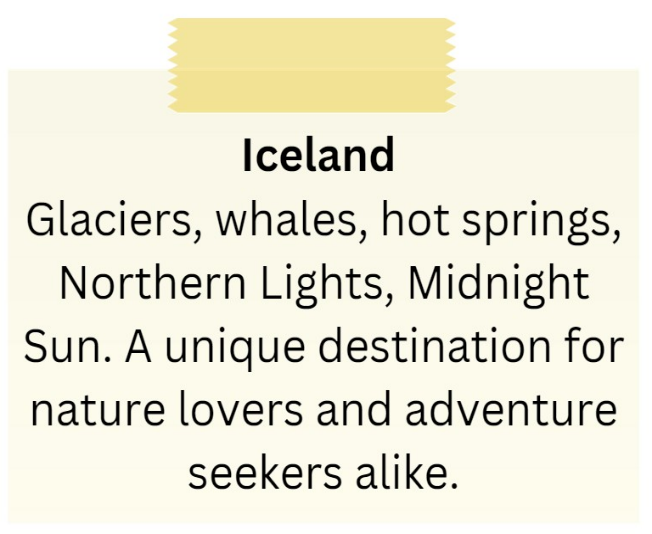 Iceland
Glaciers, whales, hot springs,
Northern Lights, Midnight
Sun. A unique destination for
nature lovers and adventure
seekers alike.